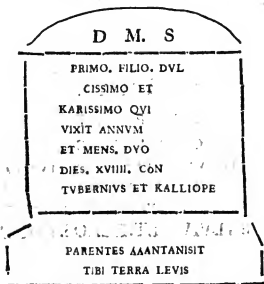 D M. S
PRIMO. FILIO. DVL
CISSIMO ET
KARISSIMO QVI
VIXIT ANNVM
ET MENS. DVO
DIES. XVIIII. CON
TVBERNIVS ET KALLIOPE
PARENTES AAANTANISIT
TIBI TERRA LEVIS